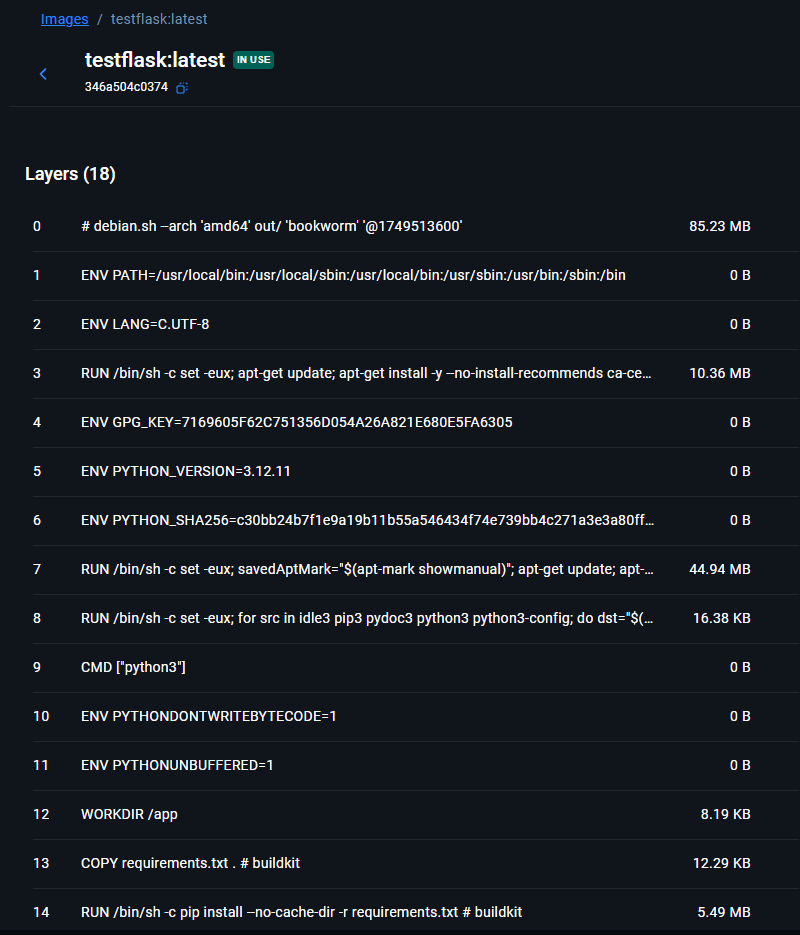 Images / testflask:latest
testflask:latest IN USE
346a504c0374
Layers (18)
0 # debian.sh --arch 'amd64' out/ 'bookworm' '@1749513600' 85.23 MB
1 ENV PATH=/usr/local/bin:/usr/local/sbin:/usr/local/bin:/usr/sbin:/usr/bin:/sbin:/bin 0 B
2 ENV LANG=C.UTF-8 0 B
3 RUN /bin/sh -c set -eux; apt-get update; apt-get install -y --no-install-recommends ca-ce... 10.36 MB
4 ENV GPG_KEY=7169605F62C751356D054A26A821E680E5FA6305 0 B
5 ENV PYTHON_VERSION=3.12.11 0 B
6 ENV PYTHON_SHA256=c30bb24b7f1e9a19b11b55a546434f74e739bb4c271a3e3a80ff... 0 B
7 RUN /bin/sh -c set -eux; savedAptMark="$(apt-mark showmanual)"; apt-get update; apt-... 44.94 MB
8 RUN /bin/sh -c set -eux; for src in idle3 pip3 pydoc3 python3 python3-config; do dst="$(... 16.38 KB
9 CMD ["python3"] 0 B
10 ENV PYTHONDONTWRITEBYTECODE=1 0 B
11 ENV PYTHONUNBUFFERED=1 0 B
12 WORKDIR /app 8.19 KB
13 COPY requirements.txt . # buildkit 12.29 KB
14 RUN /bin/sh -c pip install --no-cache-dir -r requirements.txt # buildkit 5.49 MB